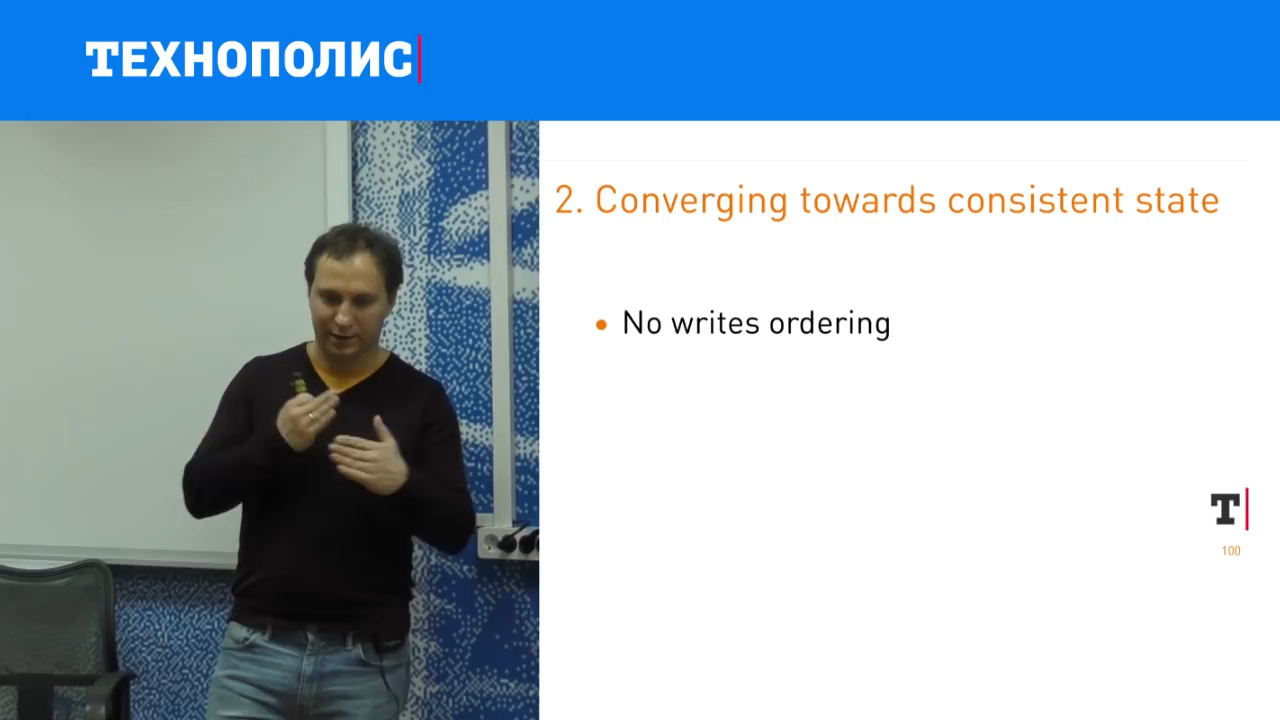 ТЕХНОПОЛИС
2. Converging towards consistent state
• No writes ordering
T
100